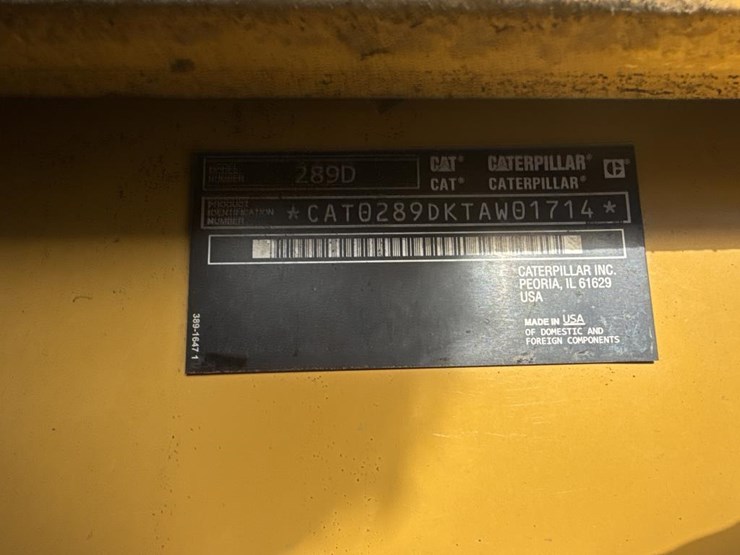 289D
CAT® CATERPILLAR®
CAT® CATERPILLAR®
PRODUCT
IDENTIFICATION
NUMBER
*CAT0289DKTAW01714*
CATERPILLAR INC.
PEORIA, IL 61629
USA
MADE IN USA
OF DOMESTIC AND
FOREIGN COMPONENTS
389-1647 1